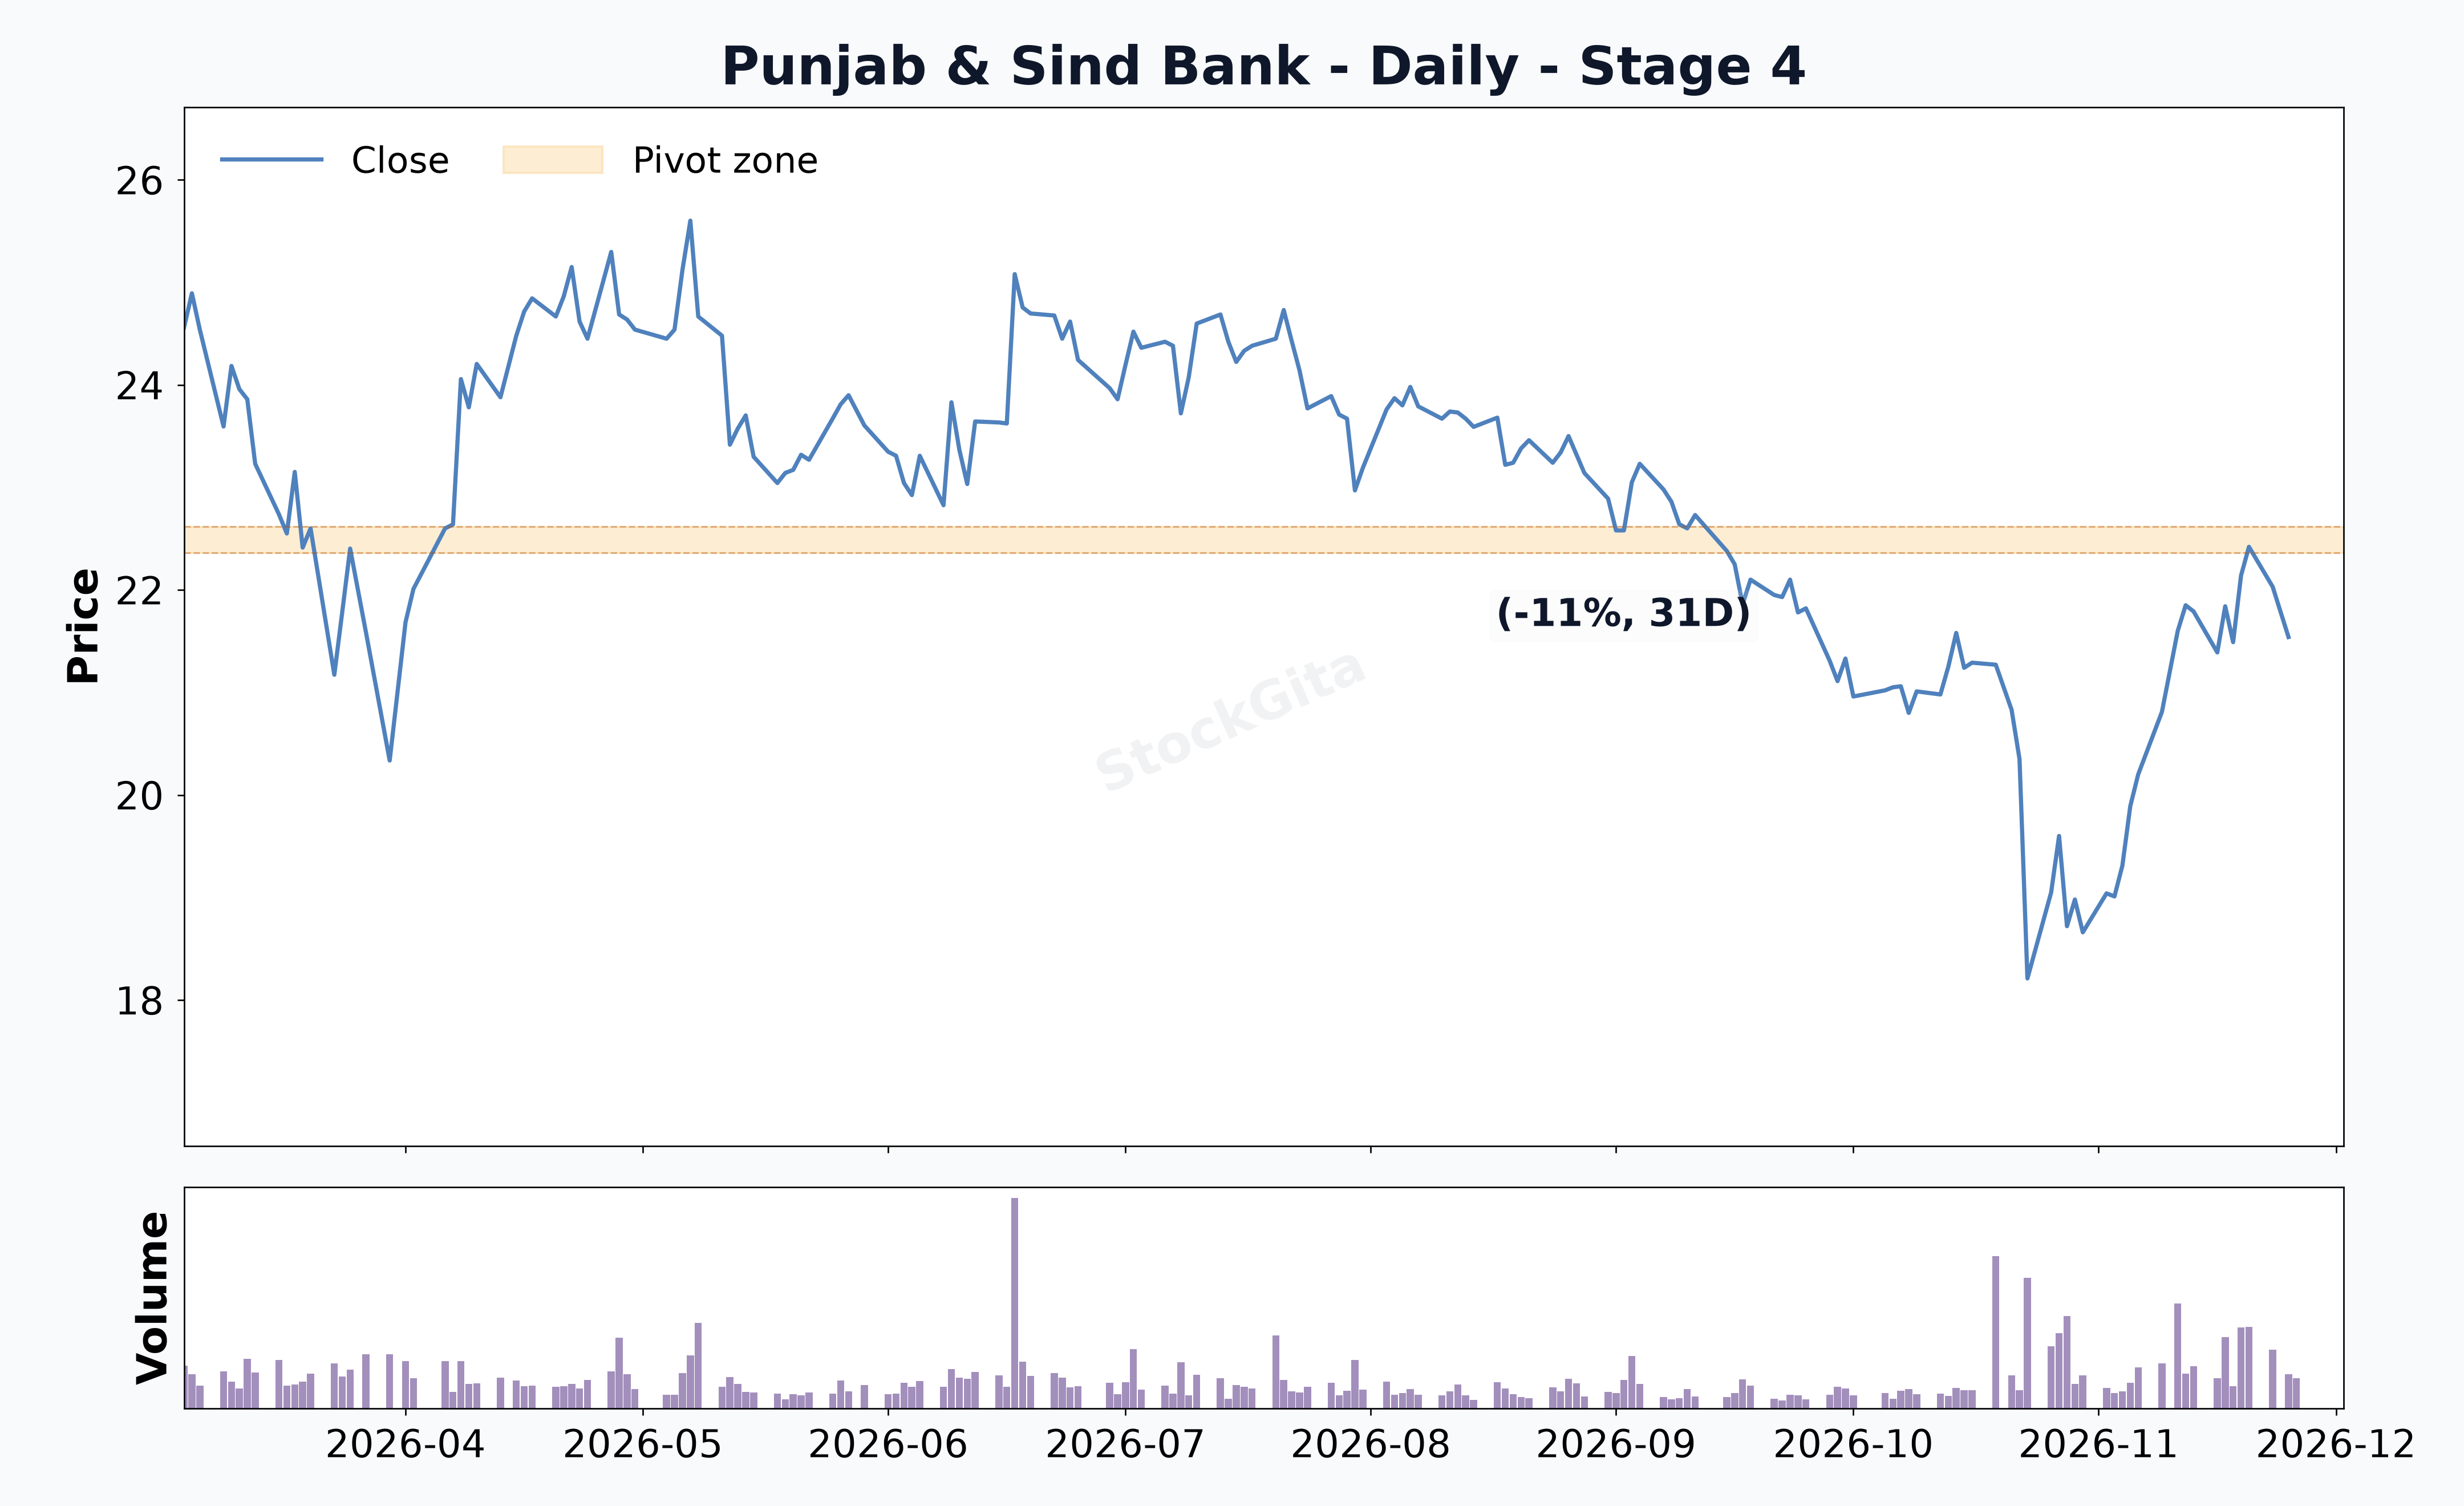 Punjab & Sind Bank - Daily - Stage 4
Close
Pivot zone
26
24
22
20
18
Price
(-11%, 31D)
StockGita
Volume
2026-04
2026-05
2026-06
2026-07
2026-08
2026-09
2026-10
2026-11
2026-12